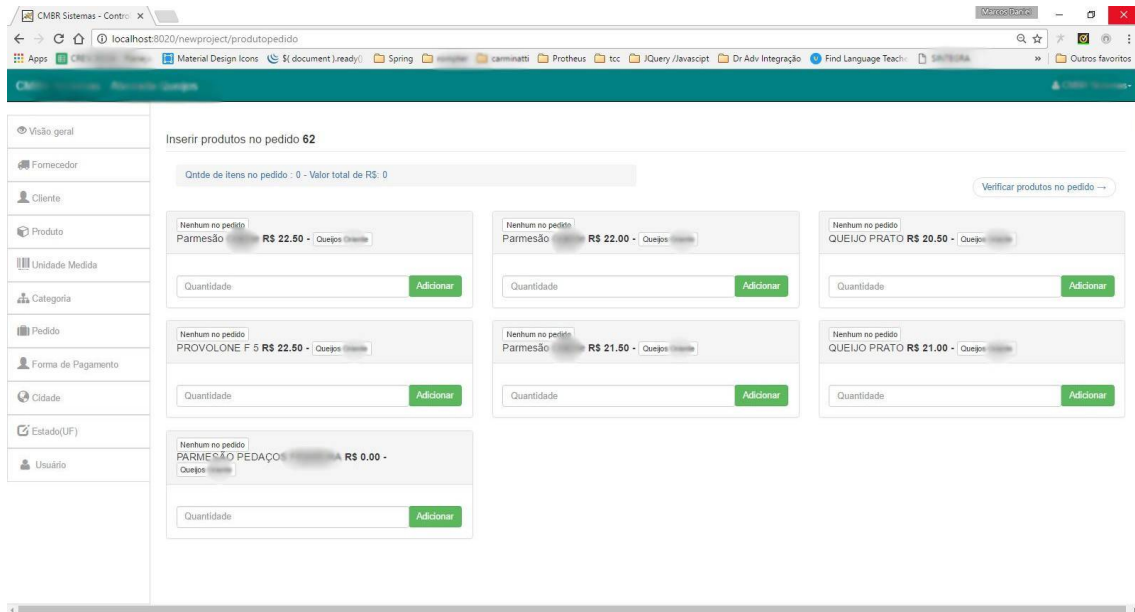 CMBR Sistemas - Contro
Marcos Daniel
localhost:8020/newproject/produtopedido
Apps
Material Design Icons
$( document ).ready()
Spring
carminatti
Protheus
tcc
JQuery /Javascipt
Dr Adv Integração
Find Language Teach
SINTEGRA
»
Outros favoritos
Visão geral
Fornecedor
Cliente
Produto
Unidade Medida
Categoria
Pedido
Forma de Pagamento
Cidade
Estado(UF)
Usuário
Inserir produtos no pedido 62
Qntde de itens no pedido : 0 - Valor total de R$: 0
Verificar produtos no pedido →
Nenhum no pedido
Parmesão R$ 22.50 - Queijos
Quantidade Adicionar
Nenhum no pedido
Parmesão R$ 22.00 - Queijos
Quantidade Adicionar
Nenhum no pedido
QUEIJO PRATO R$ 20.50 - Queijos
Quantidade Adicionar
Nenhum no pedido
PROVOLONE F 5 R$ 22.50 - Queijos
Quantidade Adicionar
Nenhum no pedido
Parmesão R$ 21.50 - Queijos
Quantidade Adicionar
Nenhum no pedido
QUEIJO PRATO R$ 21.00 - Queijos
Quantidade Adicionar
Nenhum no pedido
PARMESÃO PEDAÇOS R$ 0.00 -
Queijos
Quantidade Adicionar